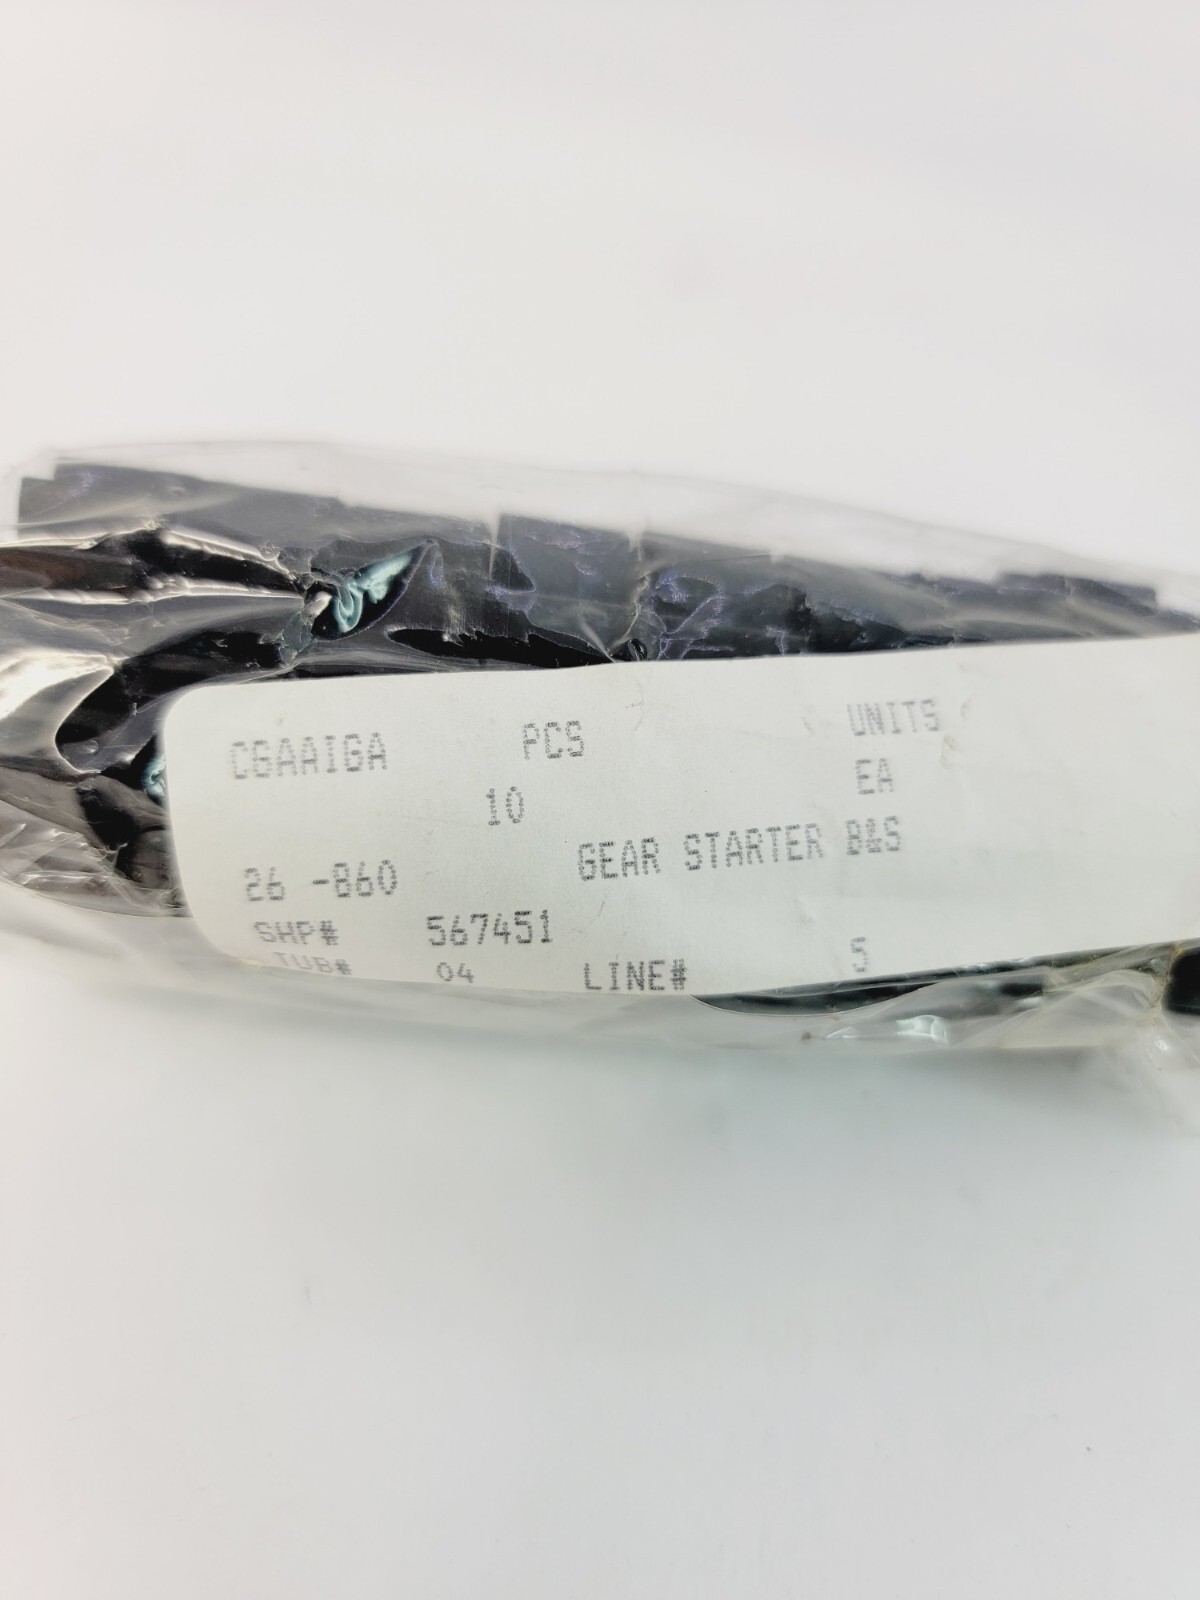 CGAAIGA PCS UNITS
10 EA
26 -860 GEAR STARTER B&S
SHP# 567451
TUB# 04 LINE# 5